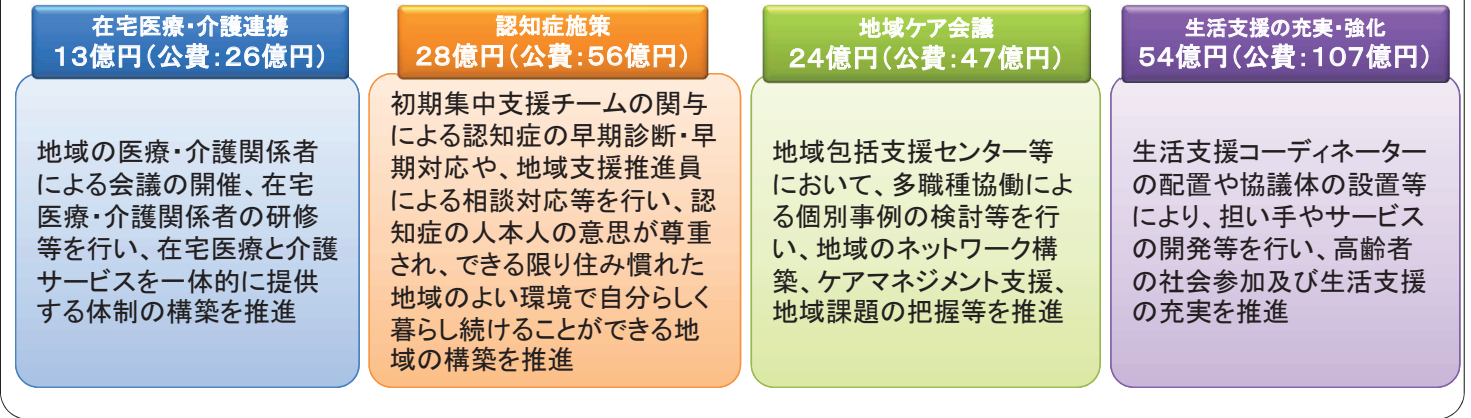 在宅医療・介護連携
13億円(公費:26億円)
地域の医療・介護関係者
による会議の開催、在宅
医療・介護関係者の研修
等を行い、在宅医療と介護
サービスを一体的に提供
する体制の構築を推進
認知症施策
28億円(公費:56億円)
初期集中支援チームの関与
による認知症の早期診断・早
期対応や、地域支援推進員
による相談対応等を行い、認
知症の人本人の意思が尊重
され、できる限り住み慣れた
地域のよい環境で自分らしく
暮らし続けることができる地
域の構築を推進
地域ケア会議
24億円(公費:47億円)
地域包括支援センター等
において、多職種協働によ
る個別事例の検討等を行
い、地域のネットワーク構
築、ケアマネジメント支援、
地域課題の把握等を推進
生活支援の充実・強化
54億円(公費:107億円)
生活支援コーディネーター
の配置や協議体の設置等
により、担い手やサービス
の開発等を行い、高齢者
の社会参加及び生活支援
の充実を推進